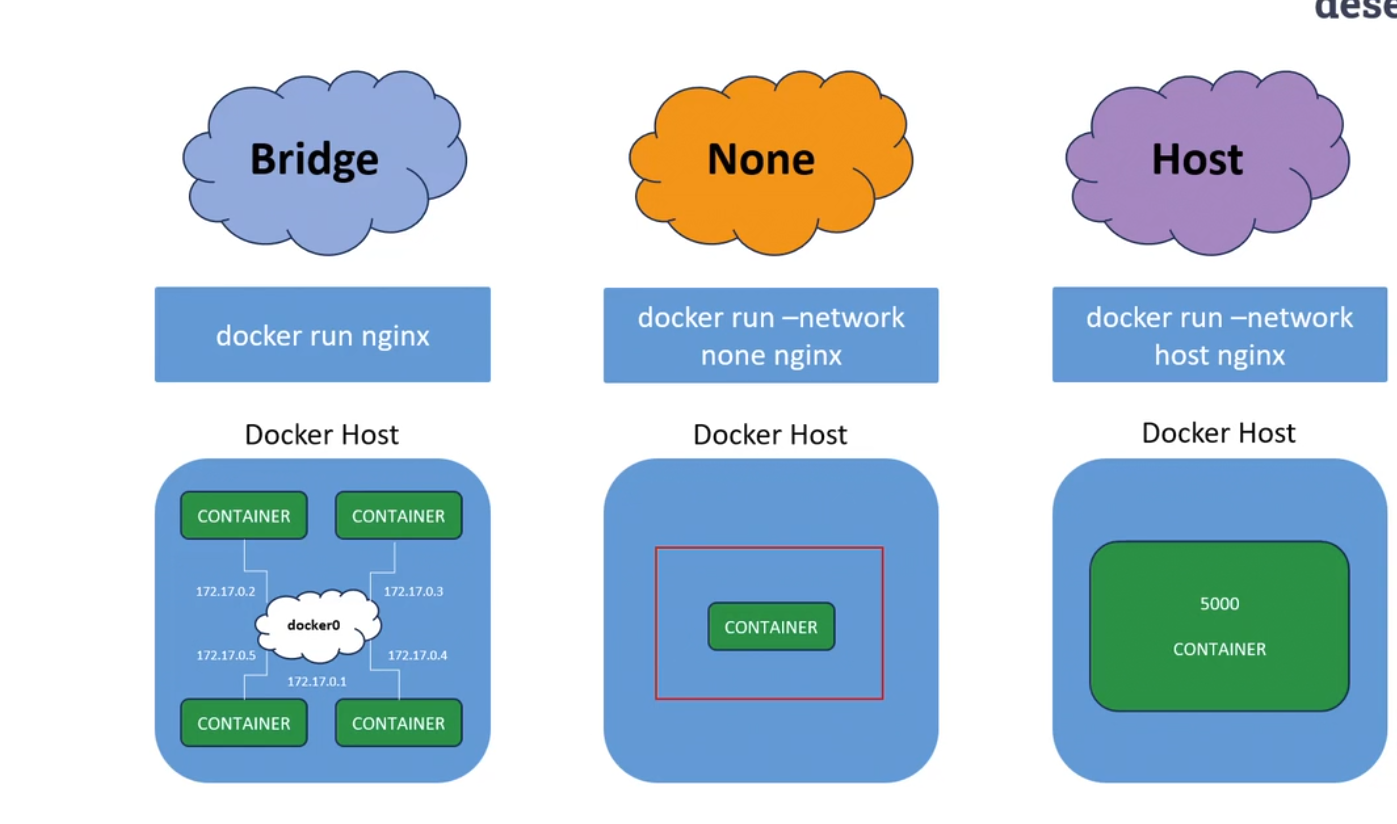 Bridge
None
Host
docker run nginx
docker run –network
none nginx
docker run –network
host nginx
Docker Host
Docker Host
Docker Host
CONTAINER
CONTAINER
172.17.0.2
172.17.0.3
docker0
172.17.0.5
172.17.0.4
172.17.0.1
CONTAINER
CONTAINER
CONTAINER
5000
CONTAINER